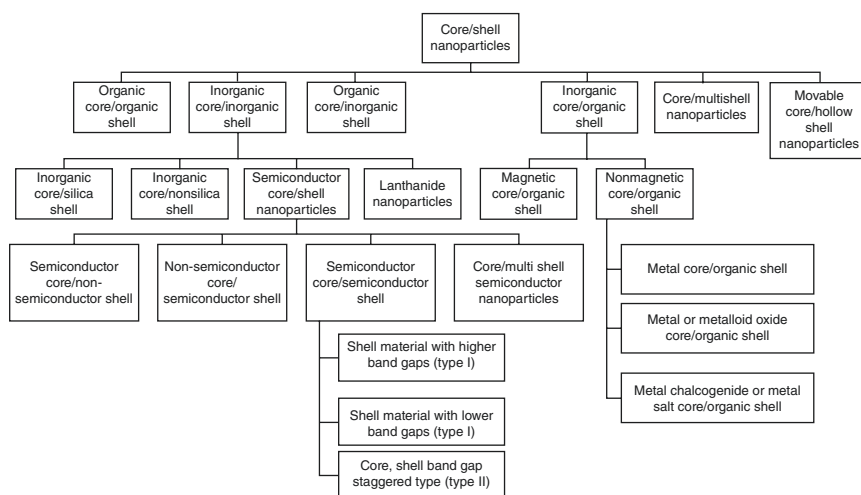 Core/shell
nanoparticles
Organic
core/organic
shell
Inorganic
core/inorganic
shell
Organic
core/inorganic
shell
Inorganic
core/organic
shell
Core/multishell
nanoparticles
Movable
core/hollow
shell
nanoparticles
Inorganic
core/silica
shell
Inorganic
core/nonsilica
shell
Semiconductor
core/shell
nanoparticles
Lanthanide
nanoparticles
Magnetic
core/organic
shell
Nonmagnetic
core/organic
shell
Semiconductor
core/non-
semiconductor shell
Non-semiconductor
core/
semiconductor shell
Semiconductor
core/semiconductor
shell
Core/multi shell
semiconductor
nanoparticles
Metal core/organic shell
Metal or metalloid oxide
core/organic shell
Metal chalcogenide or metal
salt core/organic shell
Shell material with higher
band gaps (type I)
Shell material with lower
band gaps (type I)
Core, shell band gap
staggered type (type II)